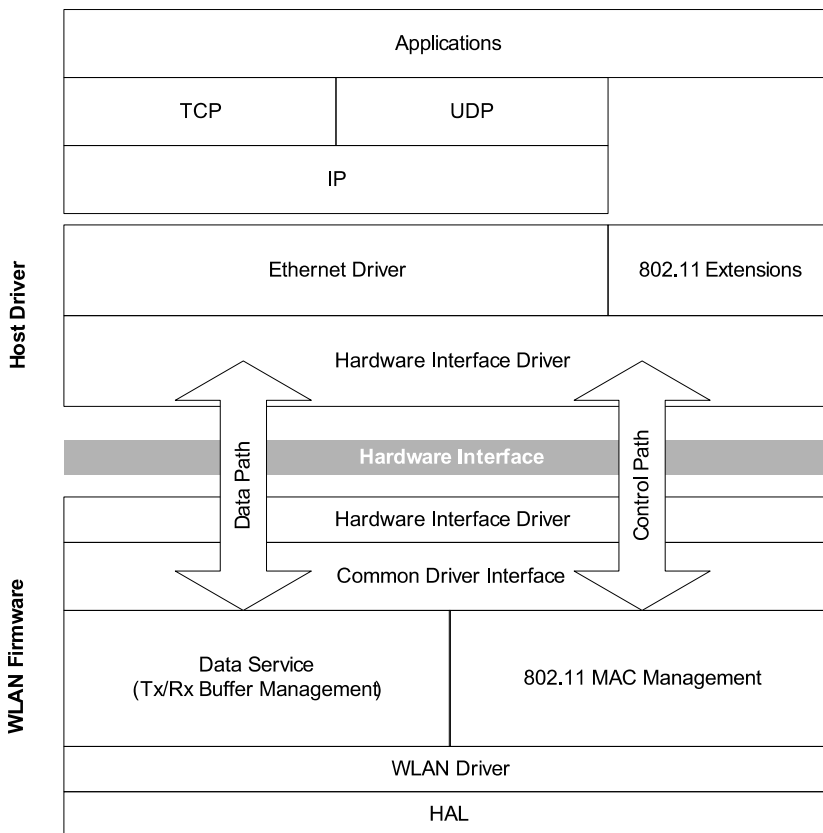 Applications
TCP
UDP
IP
Host Driver
Ethernet Driver
802.11 Extensions
Hardware Interface Driver
Data Path
Control Path
Hardware Interface
WLAN Firmware
Hardware Interface Driver
Common Driver Interface
Data Service
(Tx/Rx Buffer Management)
802.11 MAC Management
WLAN Driver
HAL